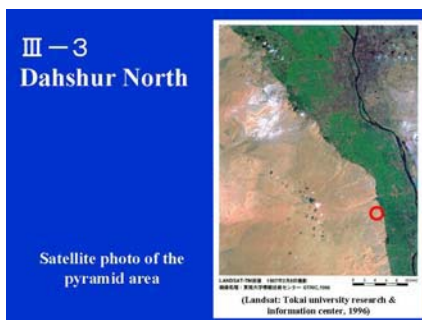 Ⅲ－3
Dahshur North
Satellite photo of the
pyramid area
(Landsat: Tokai university research &
information center, 1996)